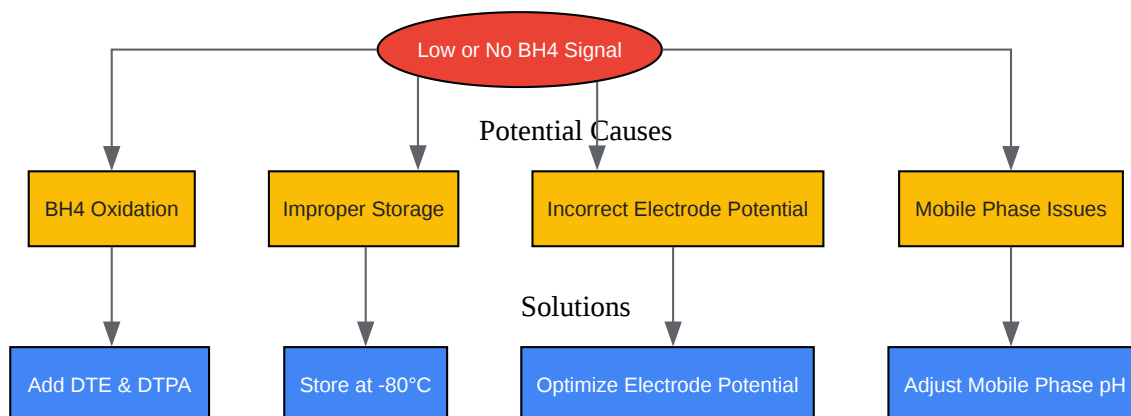 Low or No BH4 Signal
Potential Causes
BH4 Oxidation
Improper Storage
Incorrect Electrode Potential
Mobile Phase Issues
Solutions
Add DTE & DTPA
Store at -80°C
Optimize Electrode Potential
Adjust Mobile Phase pH